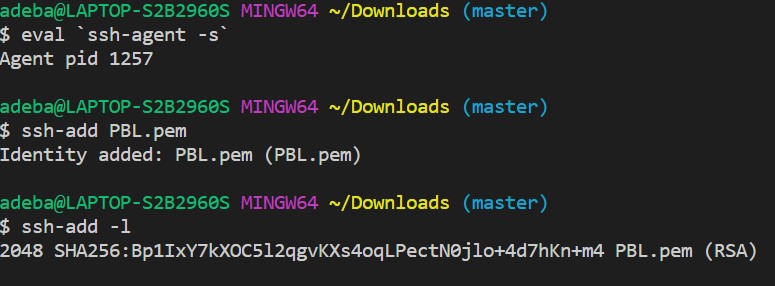 adeba@LAPTOP-S2B2960S MINGW64 ~/Downloads (master)
$ eval `ssh-agent -s`
Agent pid 1257
adeba@LAPTOP-S2B2960S MINGW64 ~/Downloads (master)
$ ssh-add PBL.pem
Identity added: PBL.pem (PBL.pem)
adeba@LAPTOP-S2B2960S MINGW64 ~/Downloads (master)
$ ssh-add -l
2048 SHA256:Bp1IxY7kXOC5l2qgvKXs4oqLPectN0jlo+4d7hKn+m4 PBL.pem (RSA)